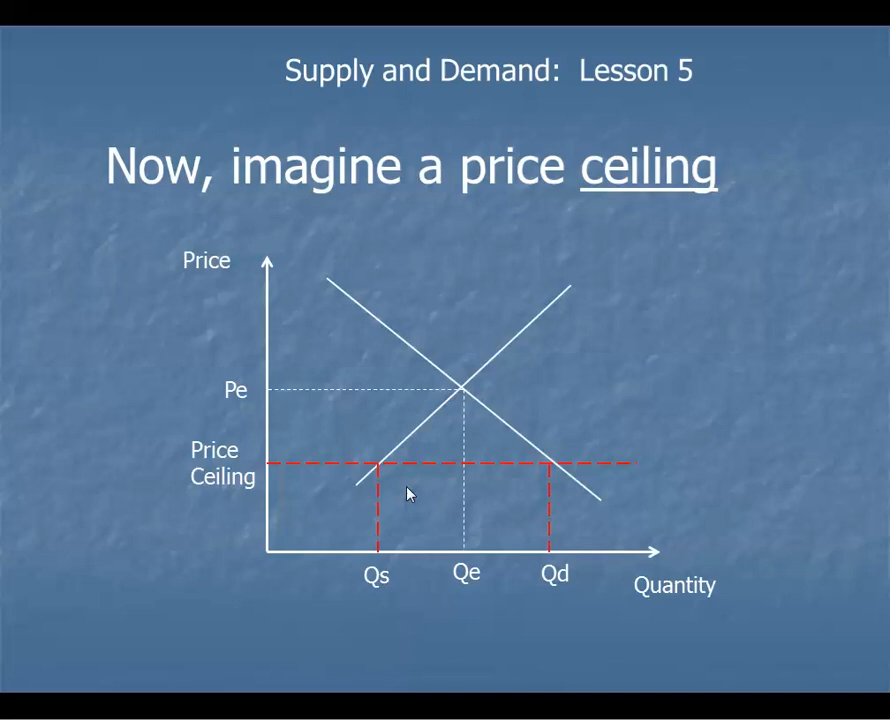 Supply and Demand:  Lesson 5
Now, imagine a price ceiling
Price
Pe
Price
Ceiling
Qs
Qe
Qd
Quantity